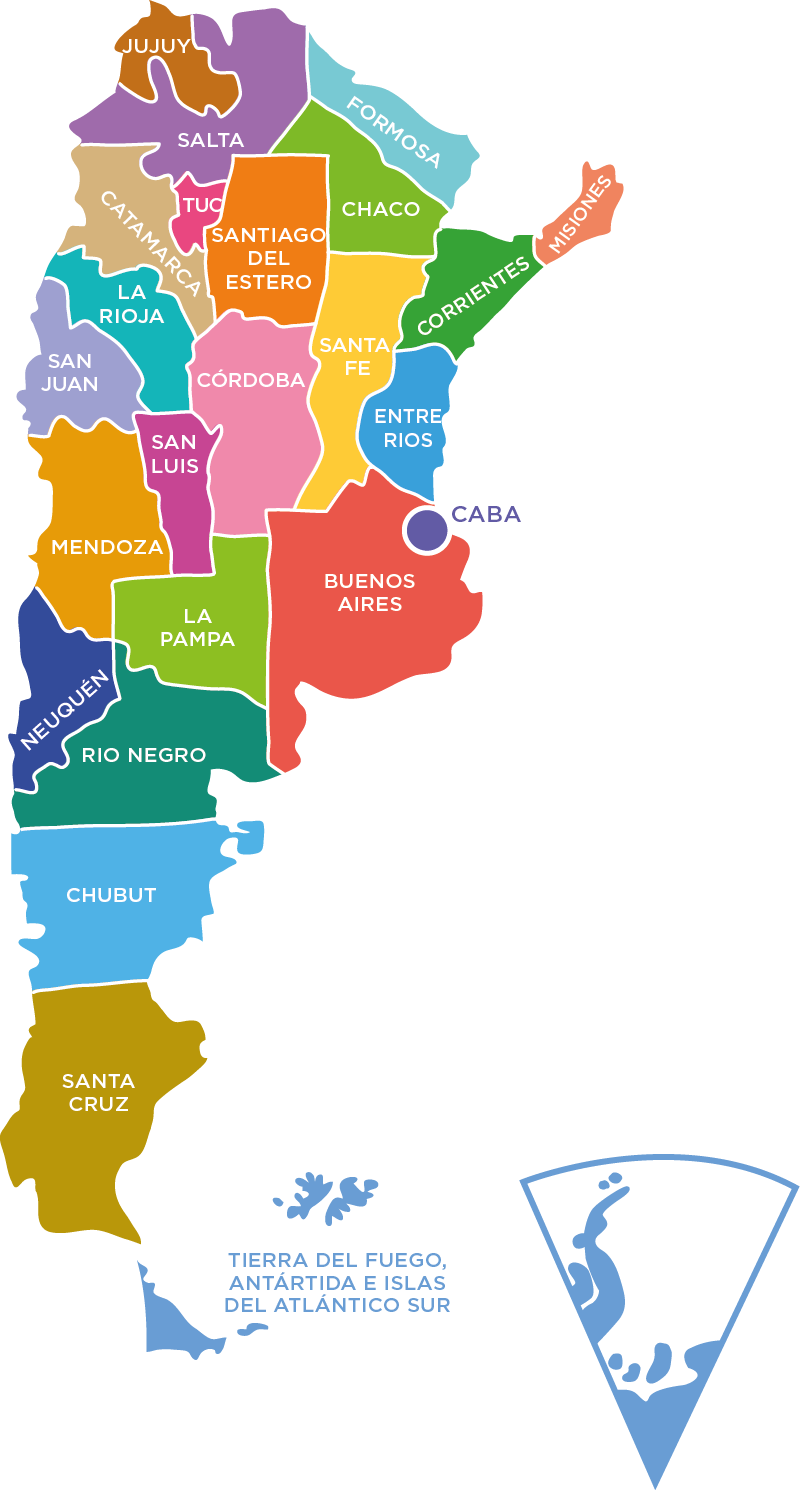 JUJUY
SALTA
FORMOSA
CHACO
MISIONES
CATAMARCA
TUC
SANTIAGO
DEL
ESTERO
CORRIENTES
LA
RIOJA
SAN
JUAN
CÓRDOBA
SANTA
FE
ENTRE
RIOS
SAN
LUIS
CABA
MENDOZA
BUENOS
AIRES
LA
PAMPA
NEUQUÉN
RIO NEGRO
CHUBUT
SANTA
CRUZ
TIERRA DEL FUEGO,
ANTÁRTIDA E ISLAS
DEL ATLÁNTICO SUR